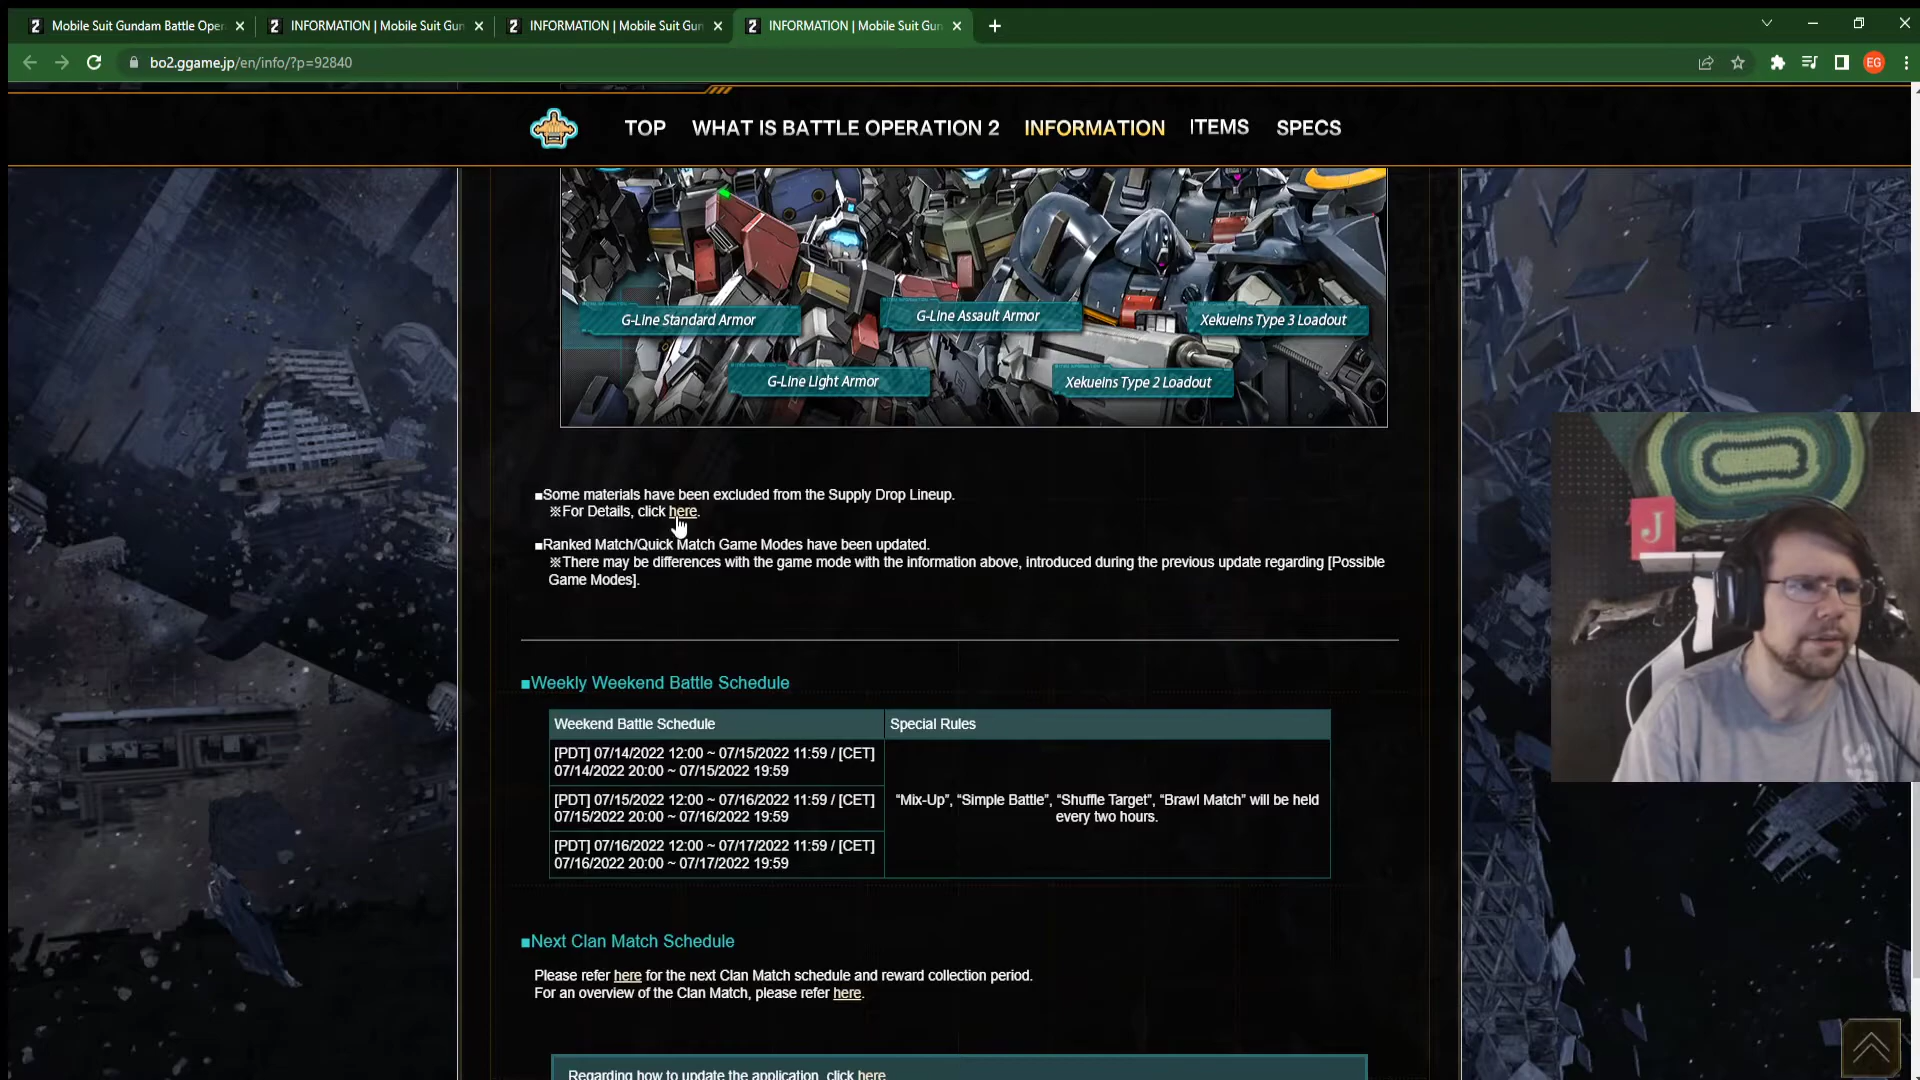 2 Mobile Suit Gundam Battle Oper
2 INFORMATION | Mobile Suit Gun
2 INFORMATION | Mobile Suit Gun
2 INFORMATION | Mobile Suit Gun
bo2.ggame.jp/en/info/?p=92840
EG
TOP WHAT IS BATTLE OPERATION 2 INFORMATION ITEMS SPECS
G-Line Standard Armor
G-Line Assault Armor
Xekueins Type 3 Loadout
G-Line Light Armor
Xekueins Type 2 Loadout
■Some materials have been excluded from the Supply Drop Lineup.
※For Details, click here.
■Ranked Match/Quick Match Game Modes have been updated.
※There may be differences with the game mode with the information above, introduced during the previous update regarding [Possible
Game Modes].
■Weekly Weekend Battle Schedule
Weekend Battle Schedule Special Rules
[PDT] 07/14/2022 12:00 ~ 07/15/2022 11:59 / [CET]
07/14/2022 20:00 ~ 07/15/2022 19:59
[PDT] 07/15/2022 12:00 ~ 07/16/2022 11:59 / [CET]
07/15/2022 20:00 ~ 07/16/2022 19:59
[PDT] 07/16/2022 12:00 ~ 07/17/2022 11:59 / [CET]
07/16/2022 20:00 ~ 07/17/2022 19:59
“Mix-Up”, “Simple Battle”, “Shuffle Target”, “Brawl Match” will be held
every two hours.
■Next Clan Match Schedule
Please refer here for the next Clan Match schedule and reward collection period.
For an overview of the Clan Match, please refer here.
Regarding how to update the application, click here
J